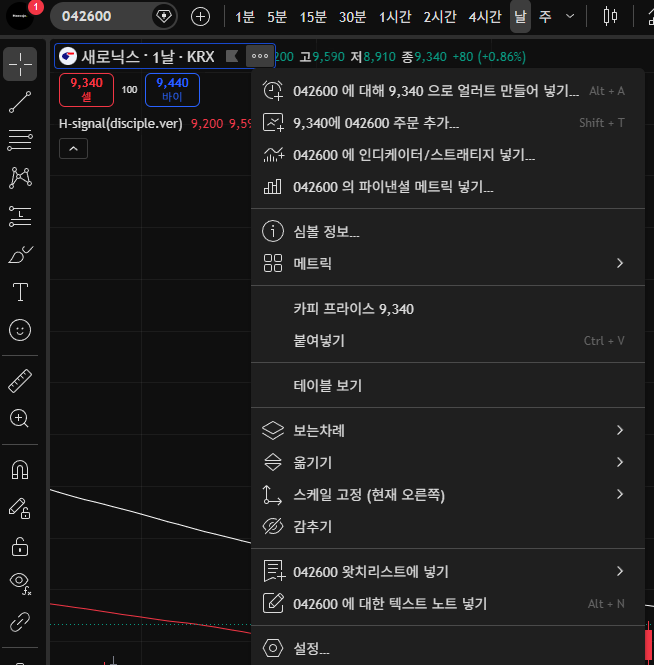 1
042600 1분 5분 15분 30분 1시간 2시간 4시간 날 주
새로닉스 · 1날 · KRX 200 고9,590 저8,910 종9,340 +80 (+0.86%)
9,340 셀 100 9,440 바이
H-signal(disciple.ver) 9,200 9,59
042600 에 대해 9,340 으로 얼러트 만들어 넣기... Alt + A
9,340에 042600 주문 추가... Shift + T
042600 에 인디케이터/스트래티지 넣기...
042600 의 파이낸셜 메트릭 넣기...
심볼 정보...
메트릭
카피 프라이스 9,340
붙여넣기 Ctrl + V
테이블 보기
보는차례
옮기기
스케일 고정 (현재 오른쪽)
감추기
042600 왓치리스트에 넣기
042600 에 대한 텍스트 노트 넣기 Alt + N
설정...